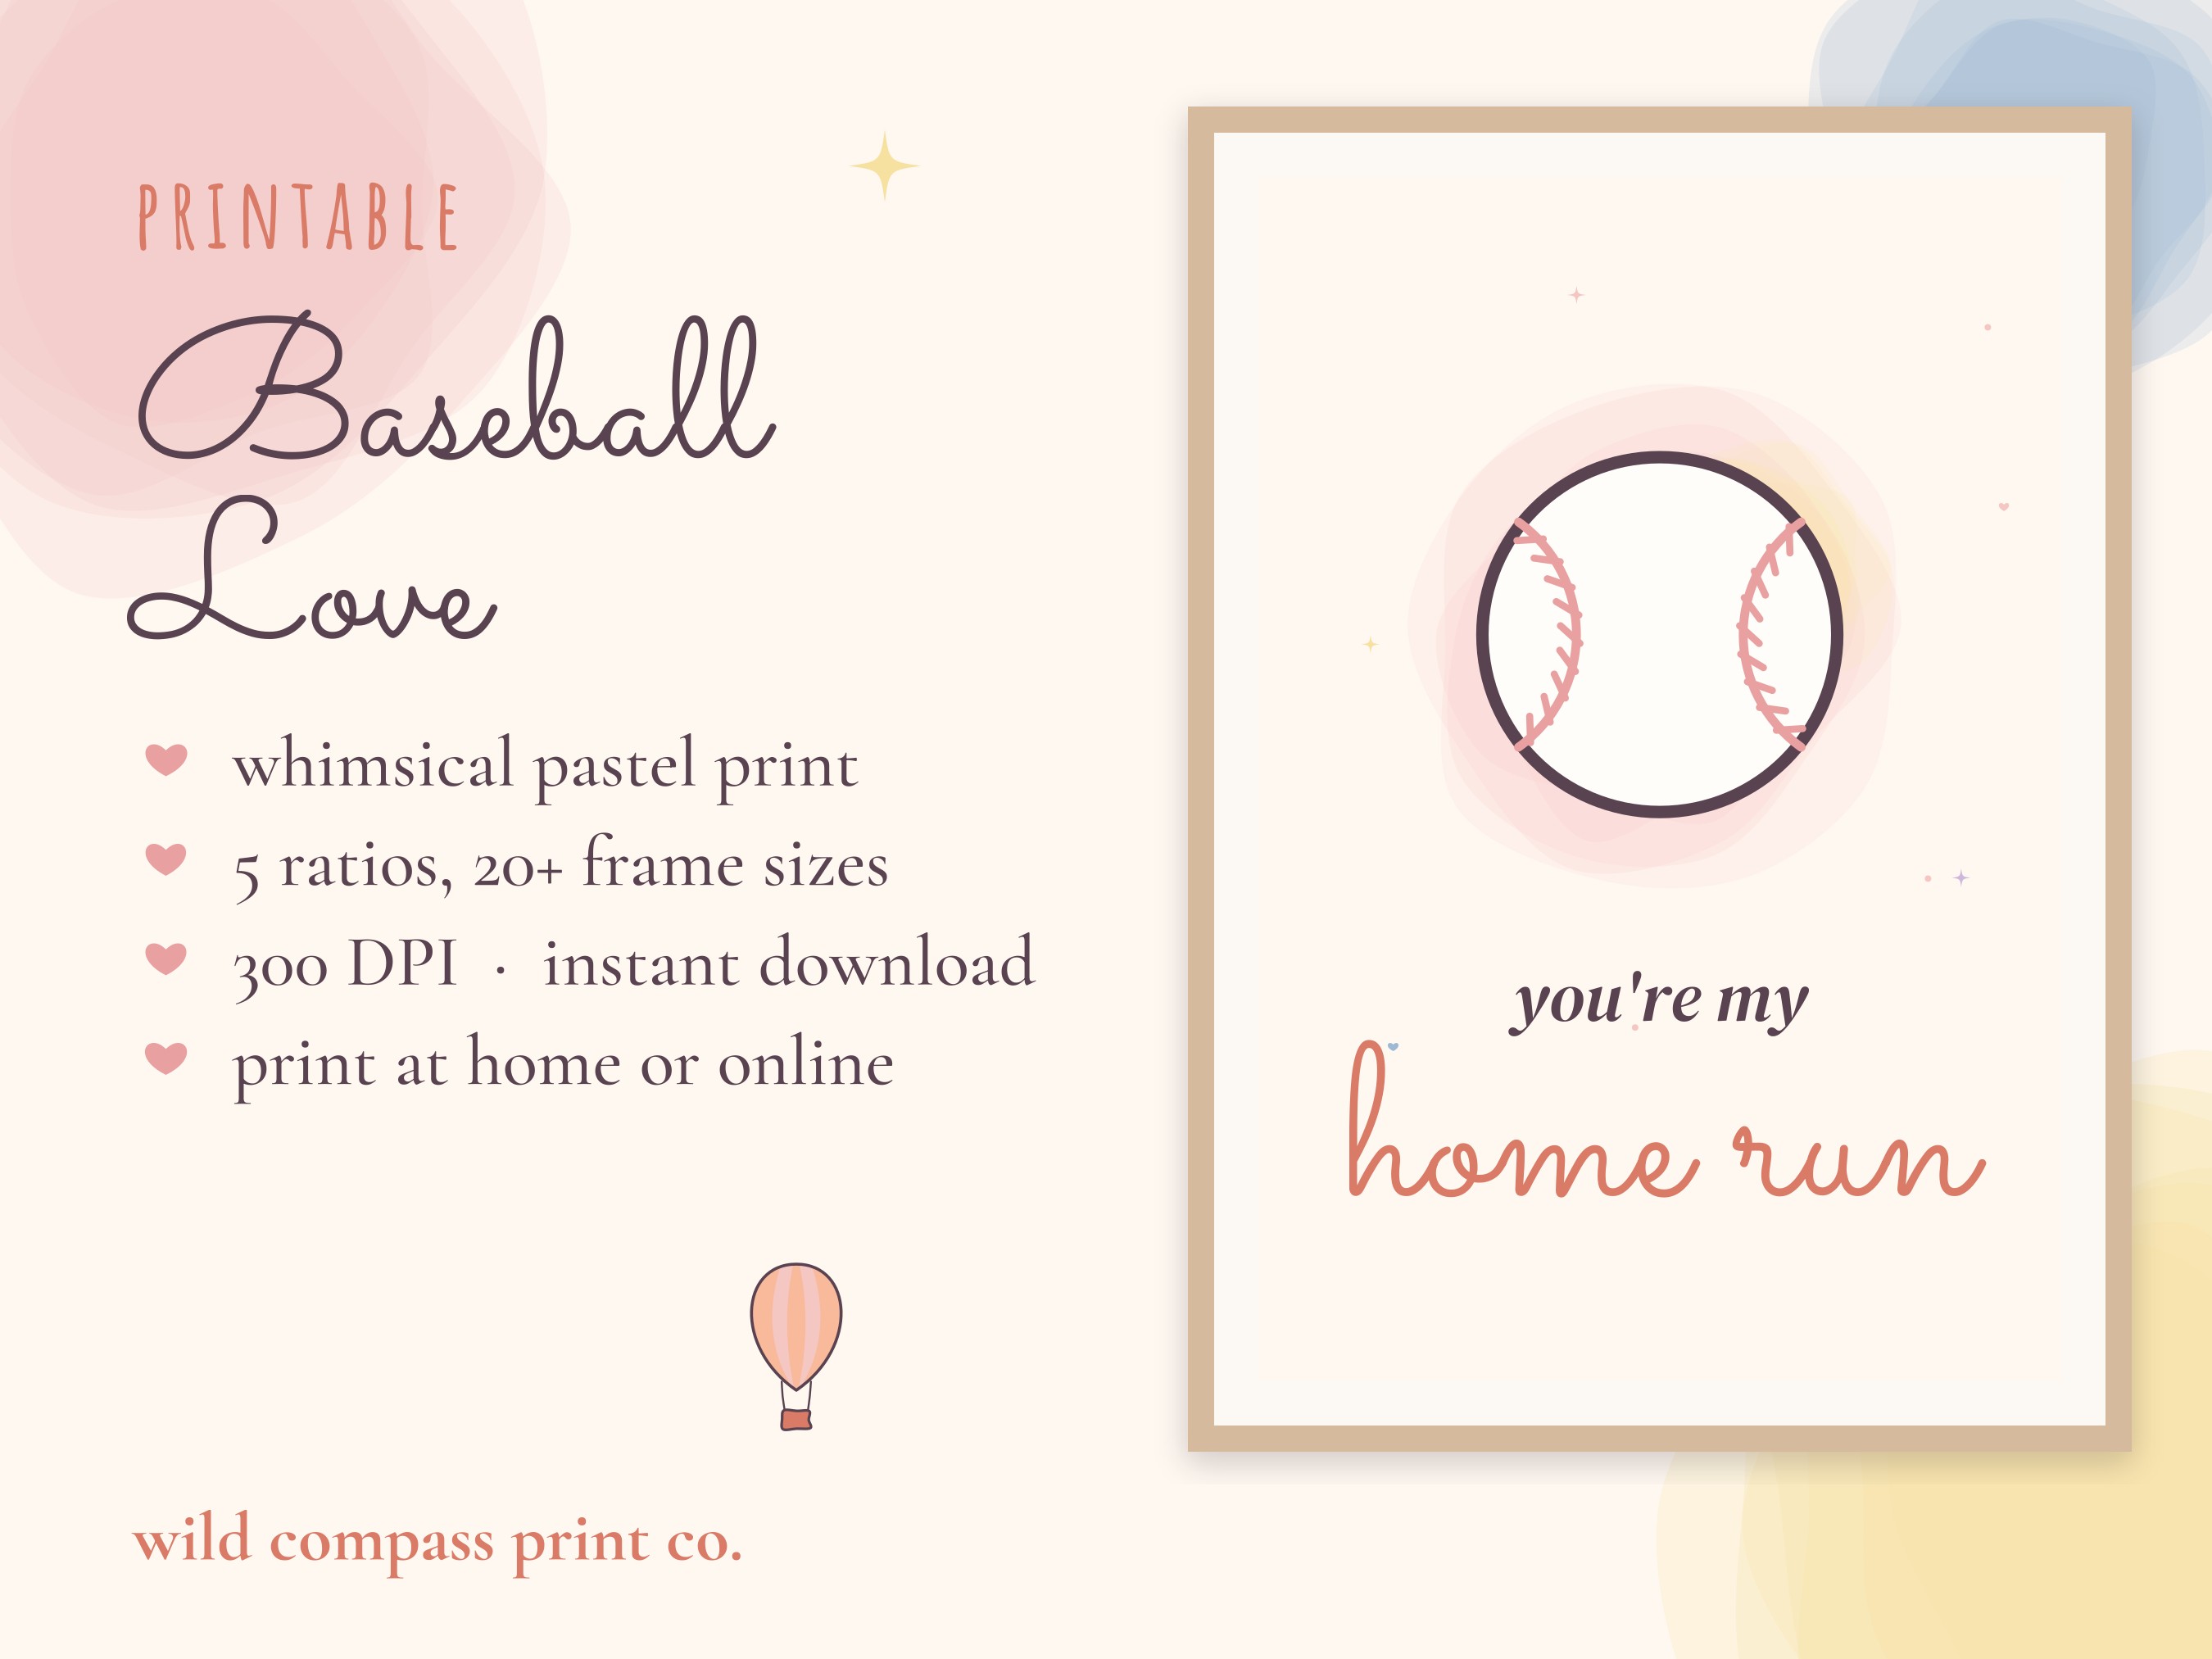 PRINTABLE
Baseball
Love
whimsical pastel print
5 ratios, 20+ frame sizes
300 DPI · instant download
print at home or online
wild compass print co.
you're my
home run